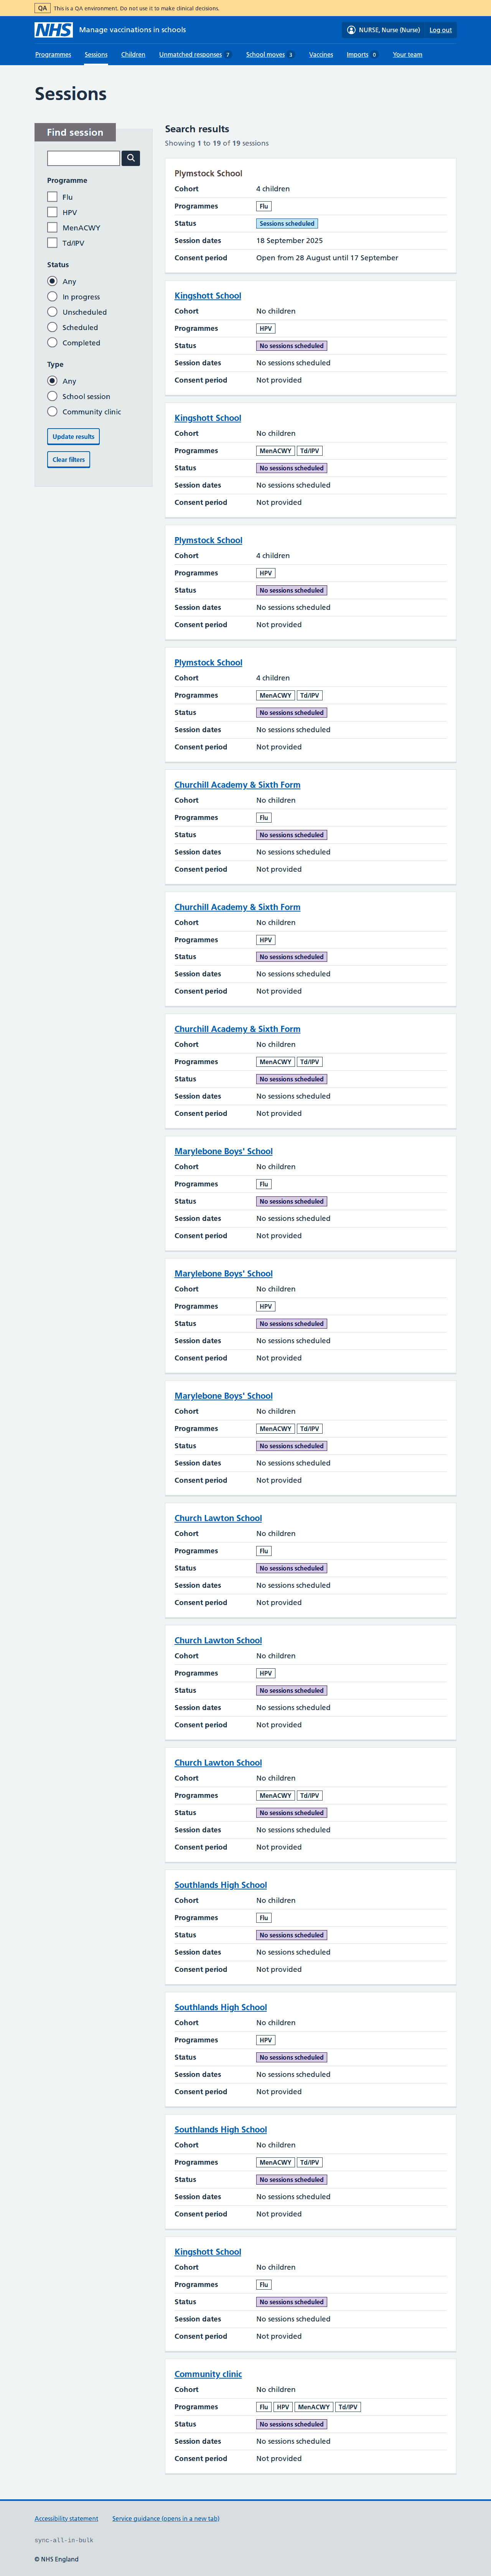 QA This is a QA environment. Do not use it to make clinical decisions.
NHS Manage vaccinations in schools
NURSE, Nurse (Nurse) Log out
Programmes Sessions Children Unmatched responses 7 School moves 3 Vaccines Imports 0 Your team
Sessions
Find session
Programme
Flu
HPV
MenACWY
Td/IPV
Status
Any
In progress
Unscheduled
Scheduled
Completed
Type
Any
School session
Community clinic
Update results
Clear filters
Search results
Showing 1 to 19 of 19 sessions
Plymstock School
Cohort 4 children
Programmes Flu
Status Sessions scheduled
Session dates 18 September 2025
Consent period Open from 28 August until 17 September
Kingshott School
Cohort No children
Programmes HPV
Status No sessions scheduled
Session dates No sessions scheduled
Consent period Not provided
Kingshott School
Cohort No children
Programmes MenACWY Td/IPV
Status No sessions scheduled
Session dates No sessions scheduled
Consent period Not provided
Plymstock School
Cohort 4 children
Programmes HPV
Status No sessions scheduled
Session dates No sessions scheduled
Consent period Not provided
Plymstock School
Cohort 4 children
Programmes MenACWY Td/IPV
Status No sessions scheduled
Session dates No sessions scheduled
Consent period Not provided
Churchill Academy & Sixth Form
Cohort No children
Programmes Flu
Status No sessions scheduled
Session dates No sessions scheduled
Consent period Not provided
Churchill Academy & Sixth Form
Cohort No children
Programmes HPV
Status No sessions scheduled
Session dates No sessions scheduled
Consent period Not provided
Churchill Academy & Sixth Form
Cohort No children
Programmes MenACWY Td/IPV
Status No sessions scheduled
Session dates No sessions scheduled
Consent period Not provided
Marylebone Boys' School
Cohort No children
Programmes Flu
Status No sessions scheduled
Session dates No sessions scheduled
Consent period Not provided
Marylebone Boys' School
Cohort No children
Programmes HPV
Status No sessions scheduled
Session dates No sessions scheduled
Consent period Not provided
Marylebone Boys' School
Cohort No children
Programmes MenACWY Td/IPV
Status No sessions scheduled
Session dates No sessions scheduled
Consent period Not provided
Church Lawton School
Cohort No children
Programmes Flu
Status No sessions scheduled
Session dates No sessions scheduled
Consent period Not provided
Church Lawton School
Cohort No children
Programmes HPV
Status No sessions scheduled
Session dates No sessions scheduled
Consent period Not provided
Church Lawton School
Cohort No children
Programmes MenACWY Td/IPV
Status No sessions scheduled
Session dates No sessions scheduled
Consent period Not provided
Southlands High School
Cohort No children
Programmes Flu
Status No sessions scheduled
Session dates No sessions scheduled
Consent period Not provided
Southlands High School
Cohort No children
Programmes HPV
Status No sessions scheduled
Session dates No sessions scheduled
Consent period Not provided
Southlands High School
Cohort No children
Programmes MenACWY Td/IPV
Status No sessions scheduled
Session dates No sessions scheduled
Consent period Not provided
Kingshott School
Cohort No children
Programmes Flu
Status No sessions scheduled
Session dates No sessions scheduled
Consent period Not provided
Community clinic
Cohort No children
Programmes Flu HPV MenACWY Td/IPV
Status No sessions scheduled
Session dates No sessions scheduled
Consent period Not provided
Accessibility statement Service guidance (opens in a new tab)
sync-all-in-bulk
© NHS England